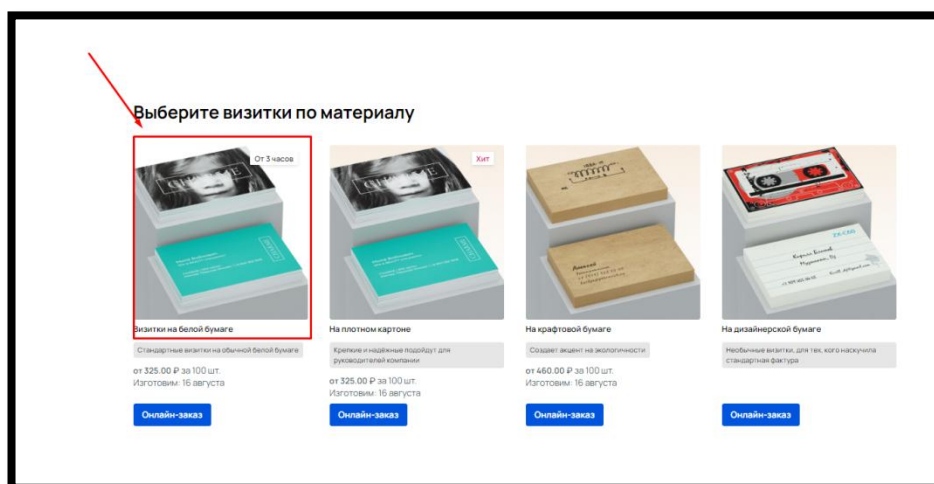 Выберите визитки по материалу
От 3 часов
Хит
Визитки на белой бумаге
Стандартные визитки на обычной белой бумаге
от 325.00 ₽ за 100 шт.
Изготовим: 16 августа
Онлайн-заказ
На плотном картоне
Крепкие и надёжные подойдут для
руководителей компании
от 325.00 ₽ за 100 шт.
Изготовим: 16 августа
Онлайн-заказ
На крафтовой бумаге
Создает акцент на экологичности
от 460.00 ₽ за 100 шт.
Изготовим: 16 августа
Онлайн-заказ
На дизайнерской бумаге
Необычные визитки, для тех, кого наскучила
стандартная фактура
Онлайн-заказ